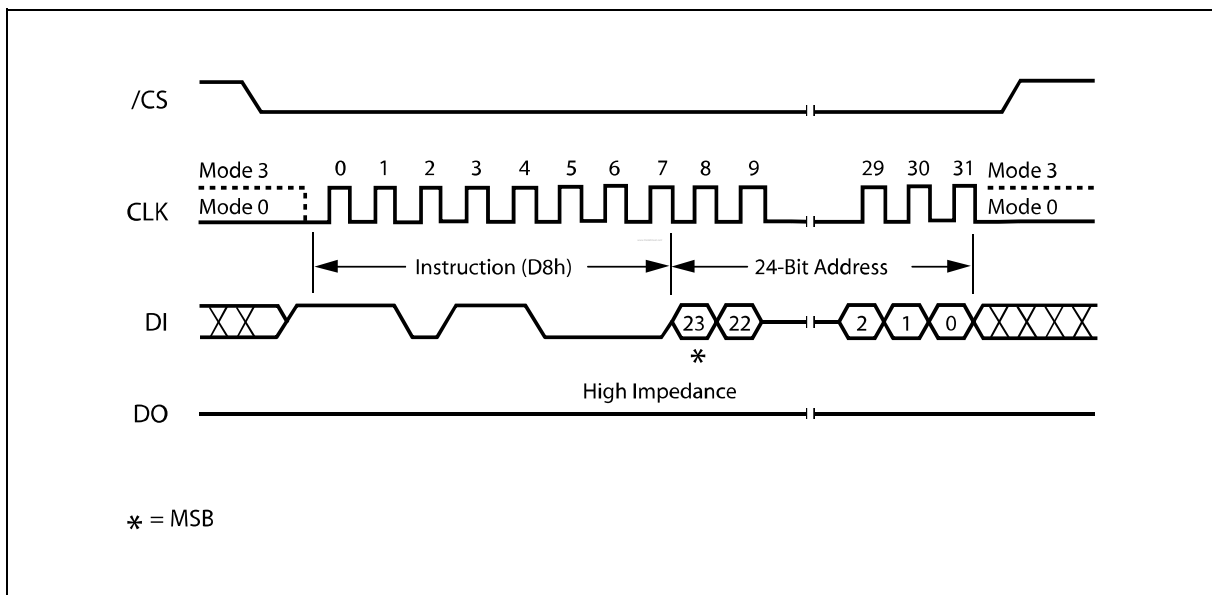 /CS
Mode 3 0 1 2 3 4 5 6 7 8 9 29 30 31 Mode 3
CLK Mode 0 Mode 0
Instruction (D8h) 24-Bit Address
DI 23 22 2 1 0
*
High Impedance
DO
* = MSB